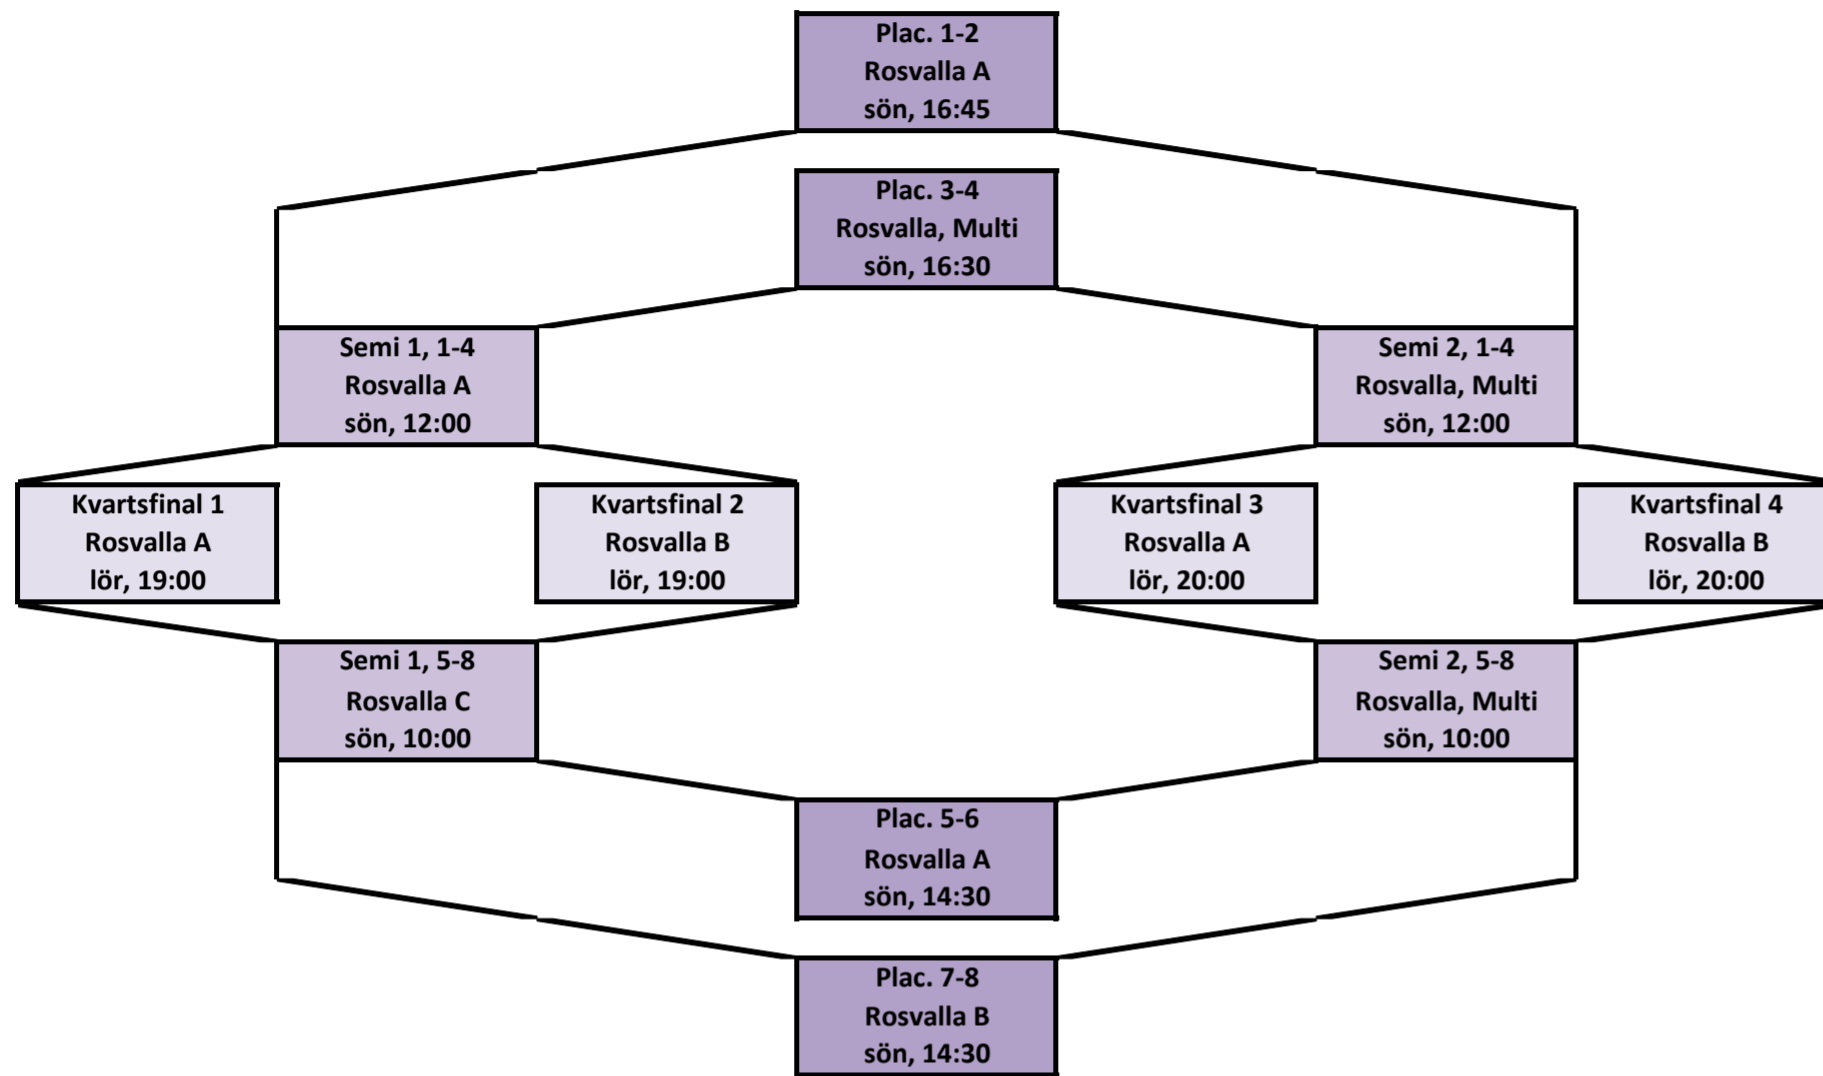 Plac. 1-2
Rosvalla A
sön, 16:45
Plac. 3-4
Rosvalla, Multi
sön, 16:30
Semi 1, 1-4
Rosvalla A
sön, 12:00
Semi 2, 1-4
Rosvalla, Multi
sön, 12:00
Kvartsfinal 1
Rosvalla A
lör, 19:00
Kvartsfinal 2
Rosvalla B
lör, 19:00
Kvartsfinal 3
Rosvalla A
lör, 20:00
Kvartsfinal 4
Rosvalla B
lör, 20:00
Semi 1, 5-8
Rosvalla C
sön, 10:00
Semi 2, 5-8
Rosvalla, Multi
sön, 10:00
Plac. 5-6
Rosvalla A
sön, 14:30
Plac. 7-8
Rosvalla B
sön, 14:30